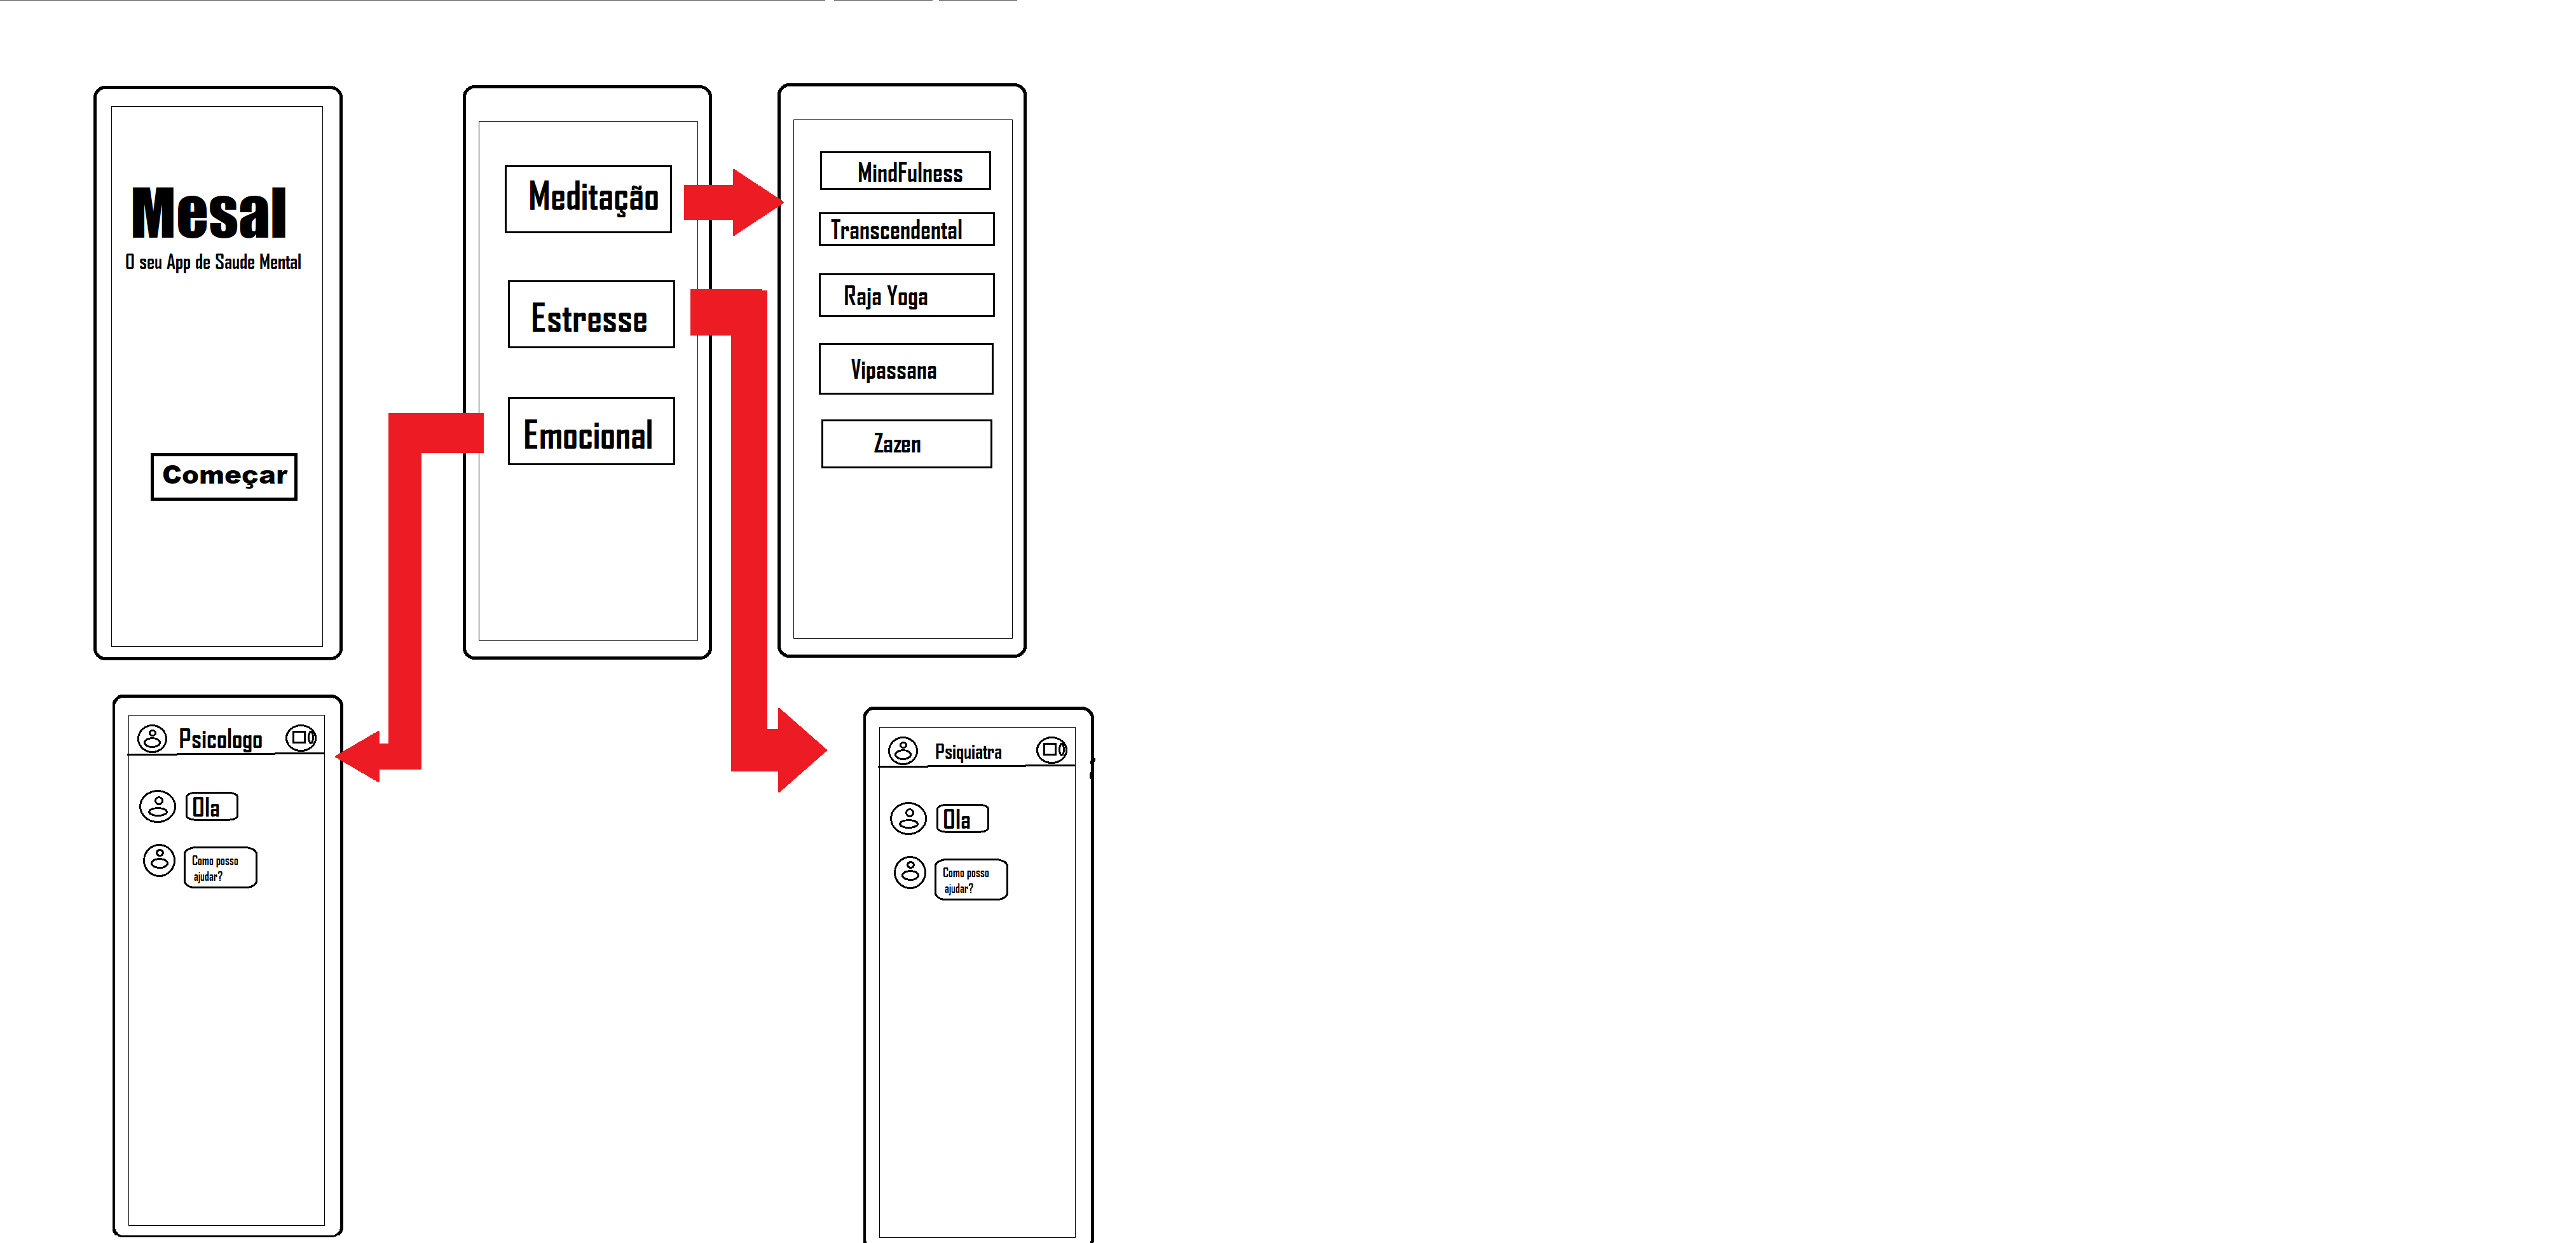 Mesal
O seu App de Saude Mental
Começar
Meditação
Estresse
Emocional
MindFulness
Transcendental
Raja Yoga
Vipassana
Zazen
Psicologo
Ola
Como posso
ajudar?
Psiquiatra
Ola
Como posso
ajudar?